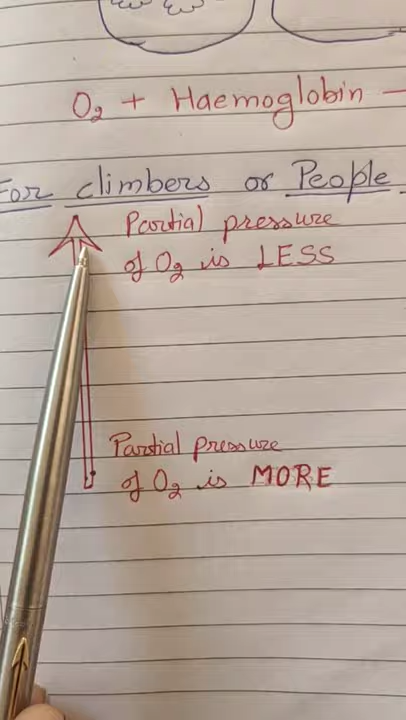 O₂ + Haemoglobin —
For climbers or People
Partial pressure
of O₂ is LESS
Partial pressure
of O₂ is MORE